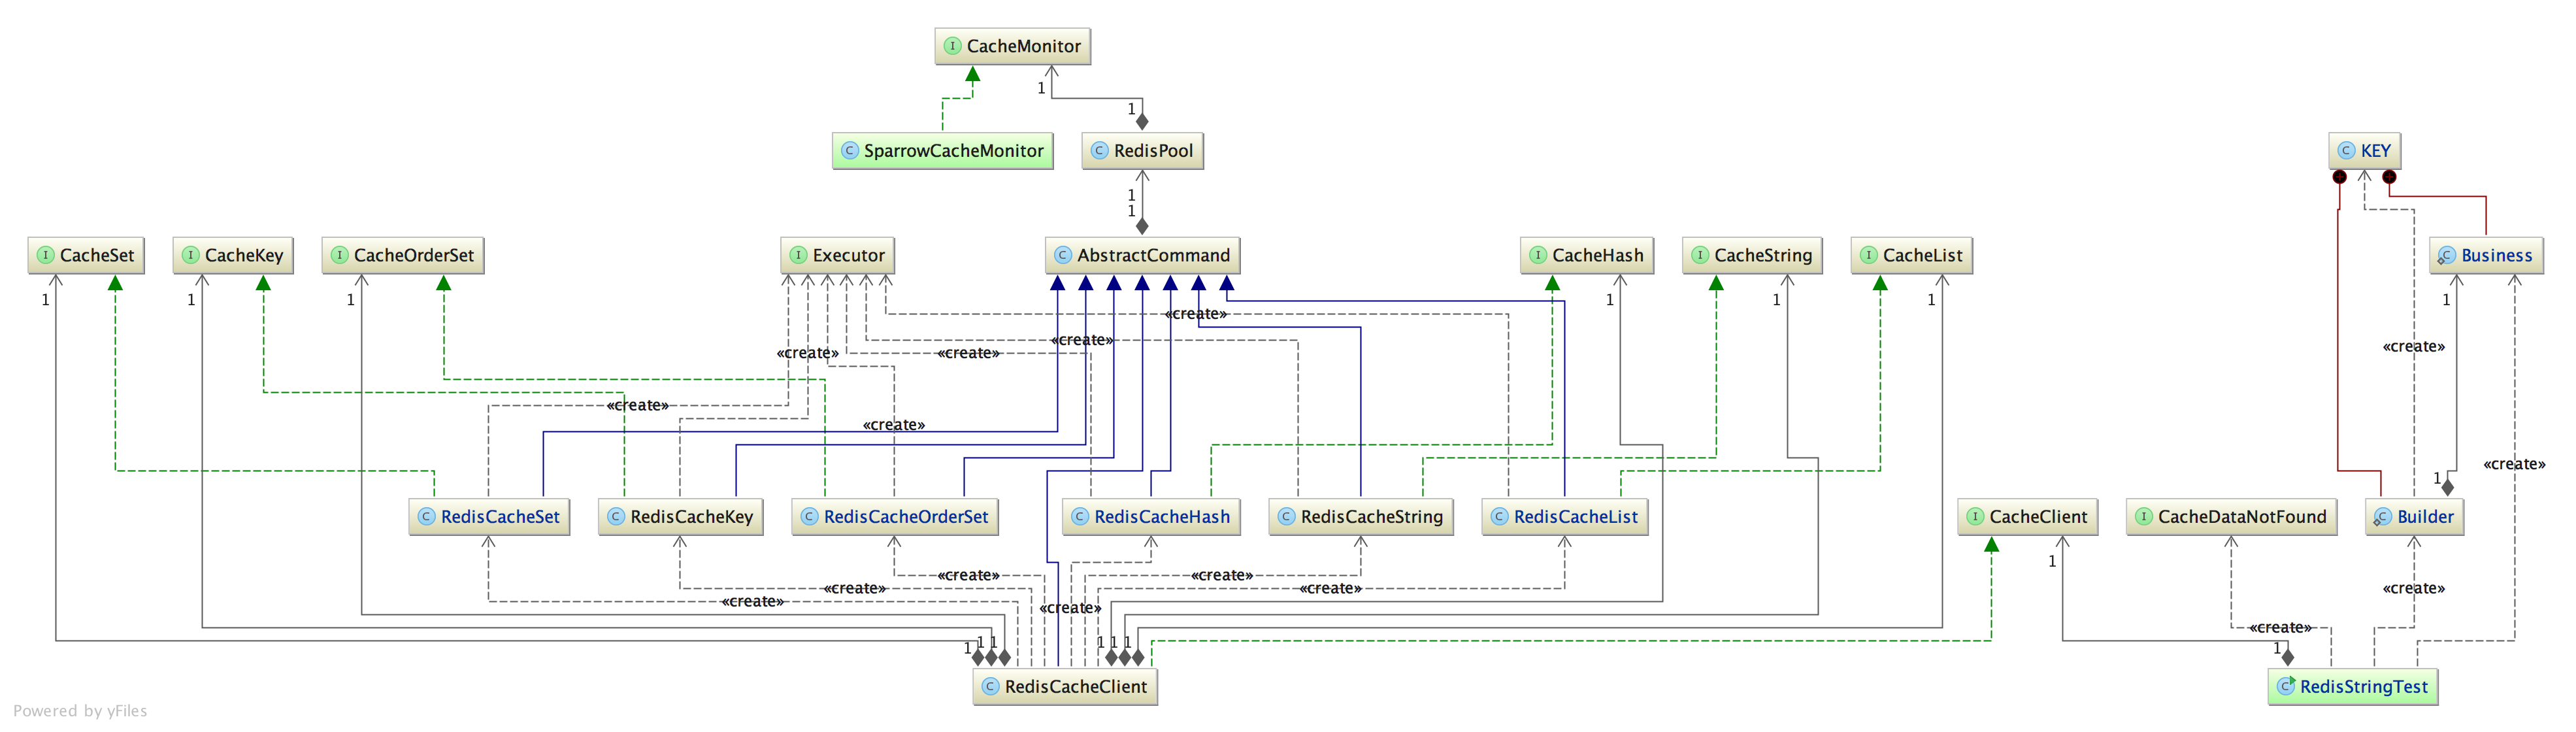 I CacheMonitor
1
1
C SparrowCacheMonitor
C RedisPool
C KEY
1
1
I CacheSet
I CacheKey
I CacheOrderSet
I Executor
C AbstractCommand
I CacheHash
I CacheString
I CacheList
C Business
1
1
1
1
1
1
1
«create»
«create»
«create»
«create»
«create»
«create»
«create»
«create»
1
C RedisCacheSet
C RedisCacheKey
C RedisCacheOrderSet
C RedisCacheHash
C RedisCacheString
C RedisCacheList
I CacheClient
I CacheDataNotFound
C Builder
1
«create»
«create»
«create»
«create»
«create»
«create»
«create»
«create»
1
1
1
1
1
1
1
C RedisCacheClient
C RedisStringTest
Powered by yFiles